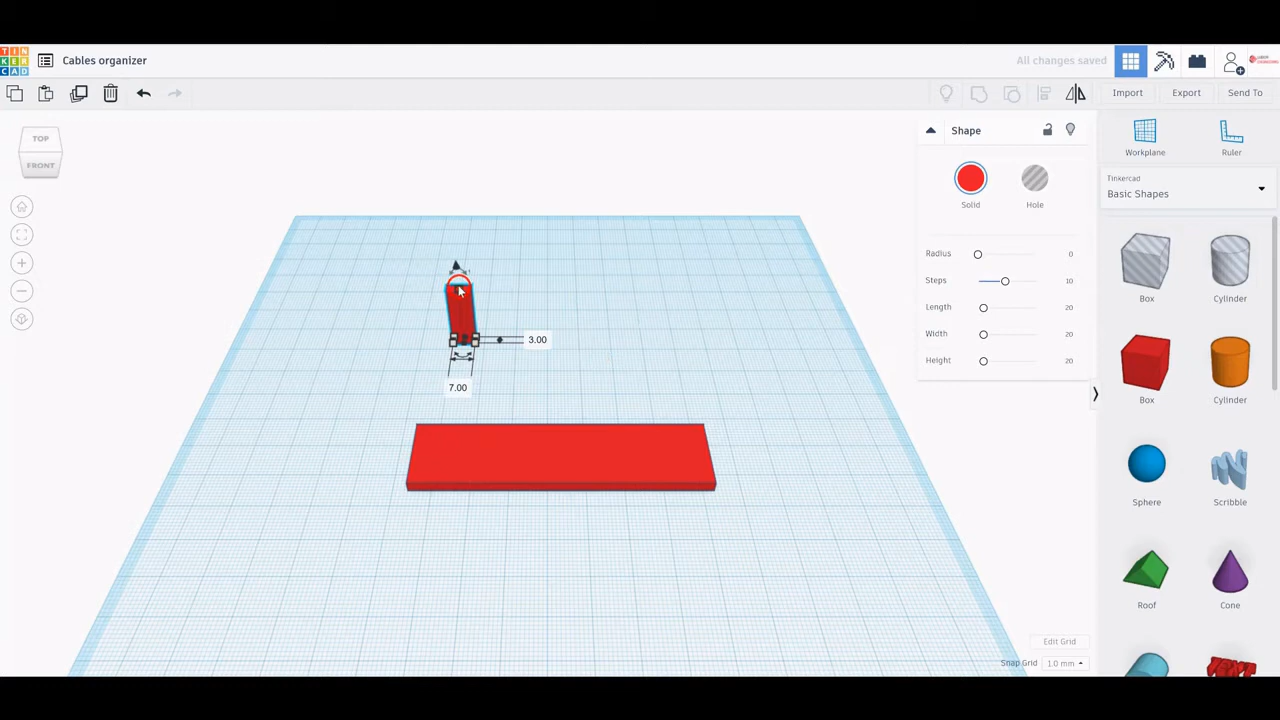 TIN
KER
CAD
Cables organizer
All changes saved
Import
Export
Send To
TOP
FRONT
Shape
Solid
Hole
Radius 0
Steps 10
Length 20
Width 20
Height 20
Workplane
Ruler
Tinkercad
Basic Shapes
Box
Cylinder
Box
Cylinder
Sphere
Scribble
Roof
Cone
3.00
7.00
Edit Grid
Snap Grid 1.0 mm